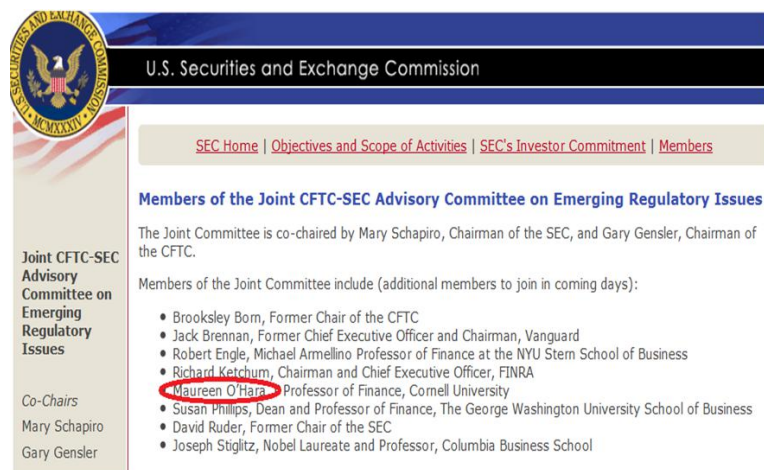 SECURITIES AND EXCHANGE COMMISSION
MCMXXXIV
U.S. Securities and Exchange Commission
SEC Home | Objectives and Scope of Activities | SEC's Investor Commitment | Members
Joint CFTC-SEC
Advisory
Committee on
Emerging
Regulatory
Issues
Co-Chairs
Mary Schapiro
Gary Gensler
Members of the Joint CFTC-SEC Advisory Committee on Emerging Regulatory Issues
The Joint Committee is co-chaired by Mary Schapiro, Chairman of the SEC, and Gary Gensler, Chairman of
the CFTC.
Members of the Joint Committee include (additional members to join in coming days):
• Brooksley Born, Former Chair of the CFTC
• Jack Brennan, Former Chief Executive Officer and Chairman, Vanguard
• Robert Engle, Michael Armellino Professor of Finance at the NYU Stern School of Business
• Richard Ketchum, Chairman and Chief Executive Officer, FINRA
Maureen O'Hara, Professor of Finance, Cornell University
• Susan Phillips, Dean and Professor of Finance, The George Washington University School of Business
• David Ruder, Former Chair of the SEC
• Joseph Stiglitz, Nobel Laureate and Professor, Columbia Business School